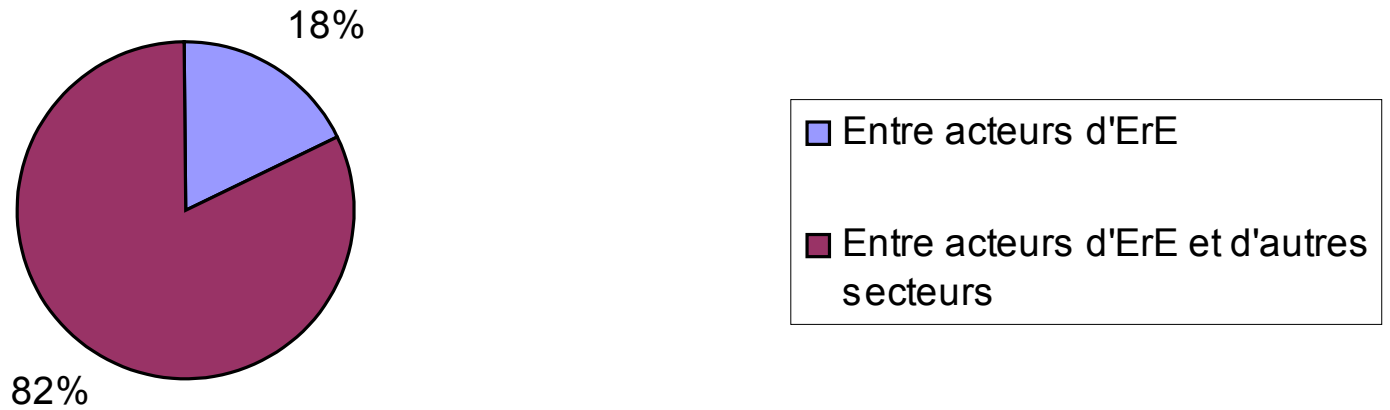 18%
Entre acteurs d'ErE
Entre acteurs d'ErE et d'autres
secteurs
82%